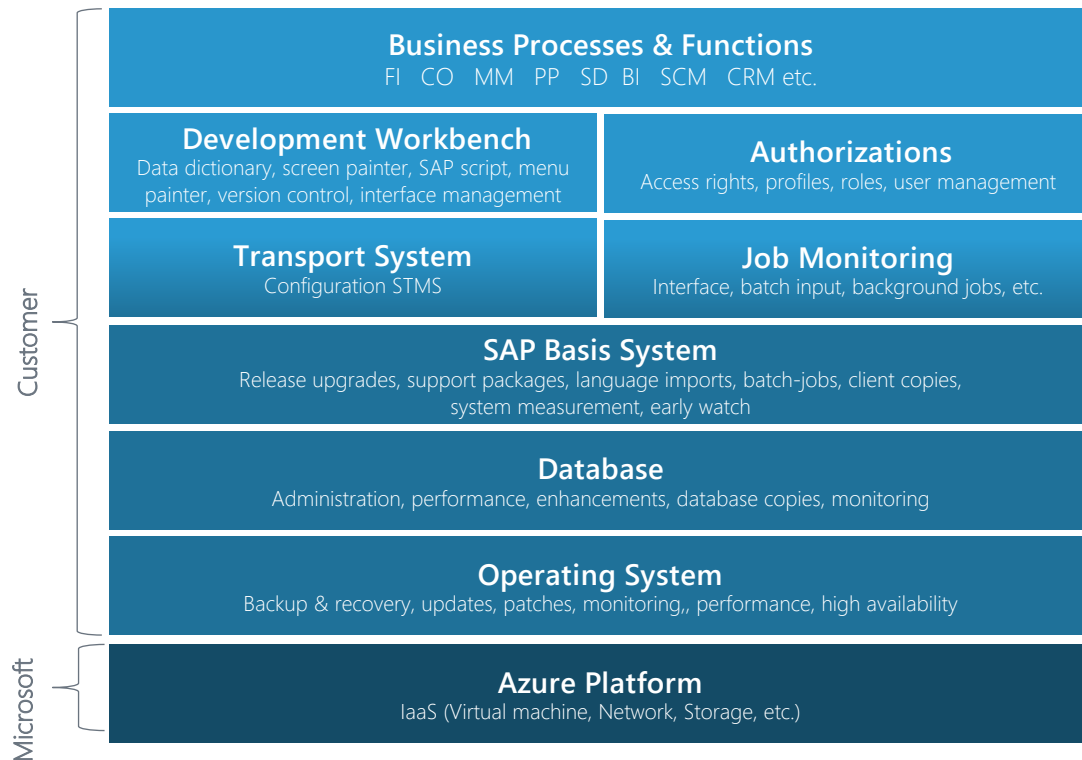 Business Processes & Functions
FI CO MM PP SD BI SCM CRM etc.
Development Workbench
Data dictionary, screen painter, SAP script, menu
painter, version control, interface management
Authorizations
Access rights, profiles, roles, user management
Transport System
Configuration STMS
Job Monitoring
Interface, batch input, background jobs, etc.
SAP Basis System
Release upgrades, support packages, language imports, batch-jobs, client copies,
system measurement, early watch
Database
Administration, performance, enhancements, database copies, monitoring
Operating System
Backup & recovery, updates, patches, monitoring,, performance, high availability
Customer
Azure Platform
IaaS (Virtual machine, Network, Storage, etc.)
Microsoft